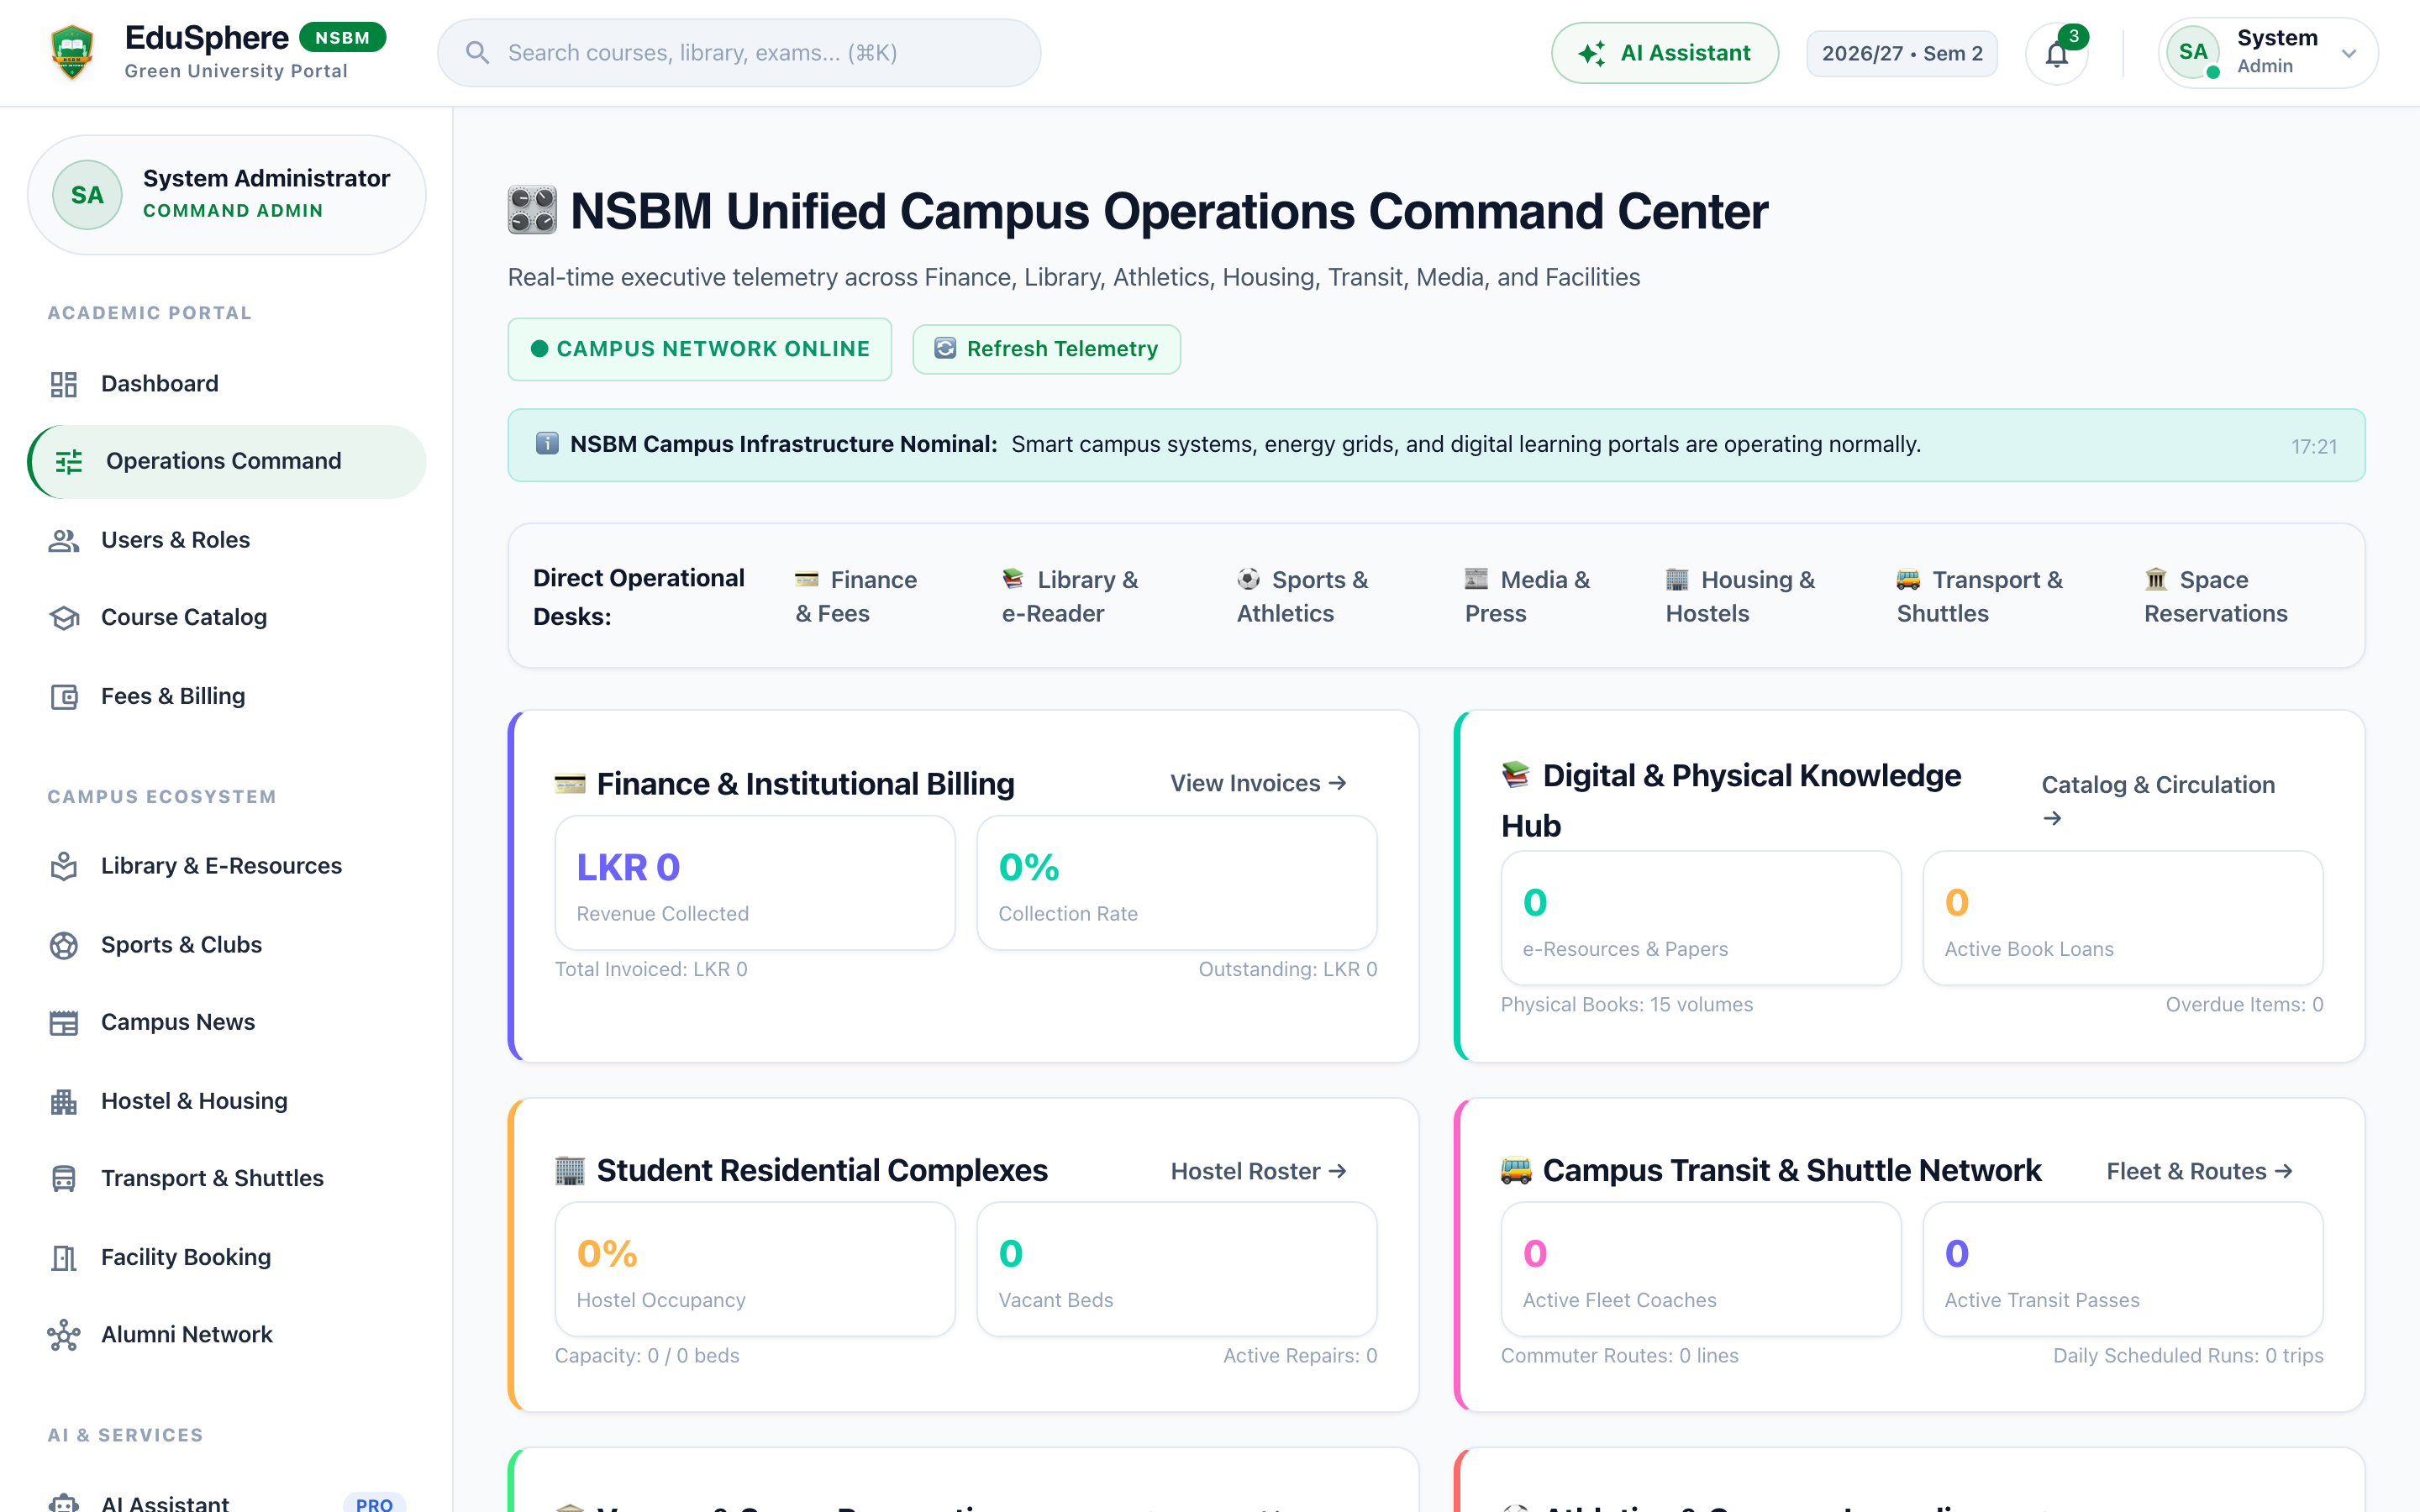 EduSphere NSBM
Green University Portal
Search courses, library, exams... (⌘K)
AI Assistant
2026/27 • Sem 2
3
SA
System
Admin
SA
System Administrator
COMMAND ADMIN
ACADEMIC PORTAL
Dashboard
Operations Command
Users & Roles
Course Catalog
Fees & Billing
CAMPUS ECOSYSTEM
Library & E-Resources
Sports & Clubs
Campus News
Hostel & Housing
Transport & Shuttles
Facility Booking
Alumni Network
AI & SERVICES
AI Assistant PRO
NSBM Unified Campus Operations Command Center
Real-time executive telemetry across Finance, Library, Athletics, Housing, Transit, Media, and Facilities
CAMPUS NETWORK ONLINE
Refresh Telemetry
NSBM Campus Infrastructure Nominal: Smart campus systems, energy grids, and digital learning portals are operating normally. 17:21
Direct Operational
Desks:
Finance
& Fees
Library &
e-Reader
Sports &
Athletics
Media &
Press
Housing &
Hostels
Transport &
Shuttles
Space
Reservations
Finance & Institutional Billing
View Invoices →
LKR 0
Revenue Collected
0%
Collection Rate
Total Invoiced: LKR 0
Outstanding: LKR 0
Digital & Physical Knowledge
Hub
Catalog & Circulation
→
0
e-Resources & Papers
0
Active Book Loans
Physical Books: 15 volumes
Overdue Items: 0
Student Residential Complexes
Hostel Roster →
0%
Hostel Occupancy
0
Vacant Beds
Capacity: 0 / 0 beds
Active Repairs: 0
Campus Transit & Shuttle Network
Fleet & Routes →
0
Active Fleet Coaches
0
Active Transit Passes
Commuter Routes: 0 lines
Daily Scheduled Runs: 0 trips